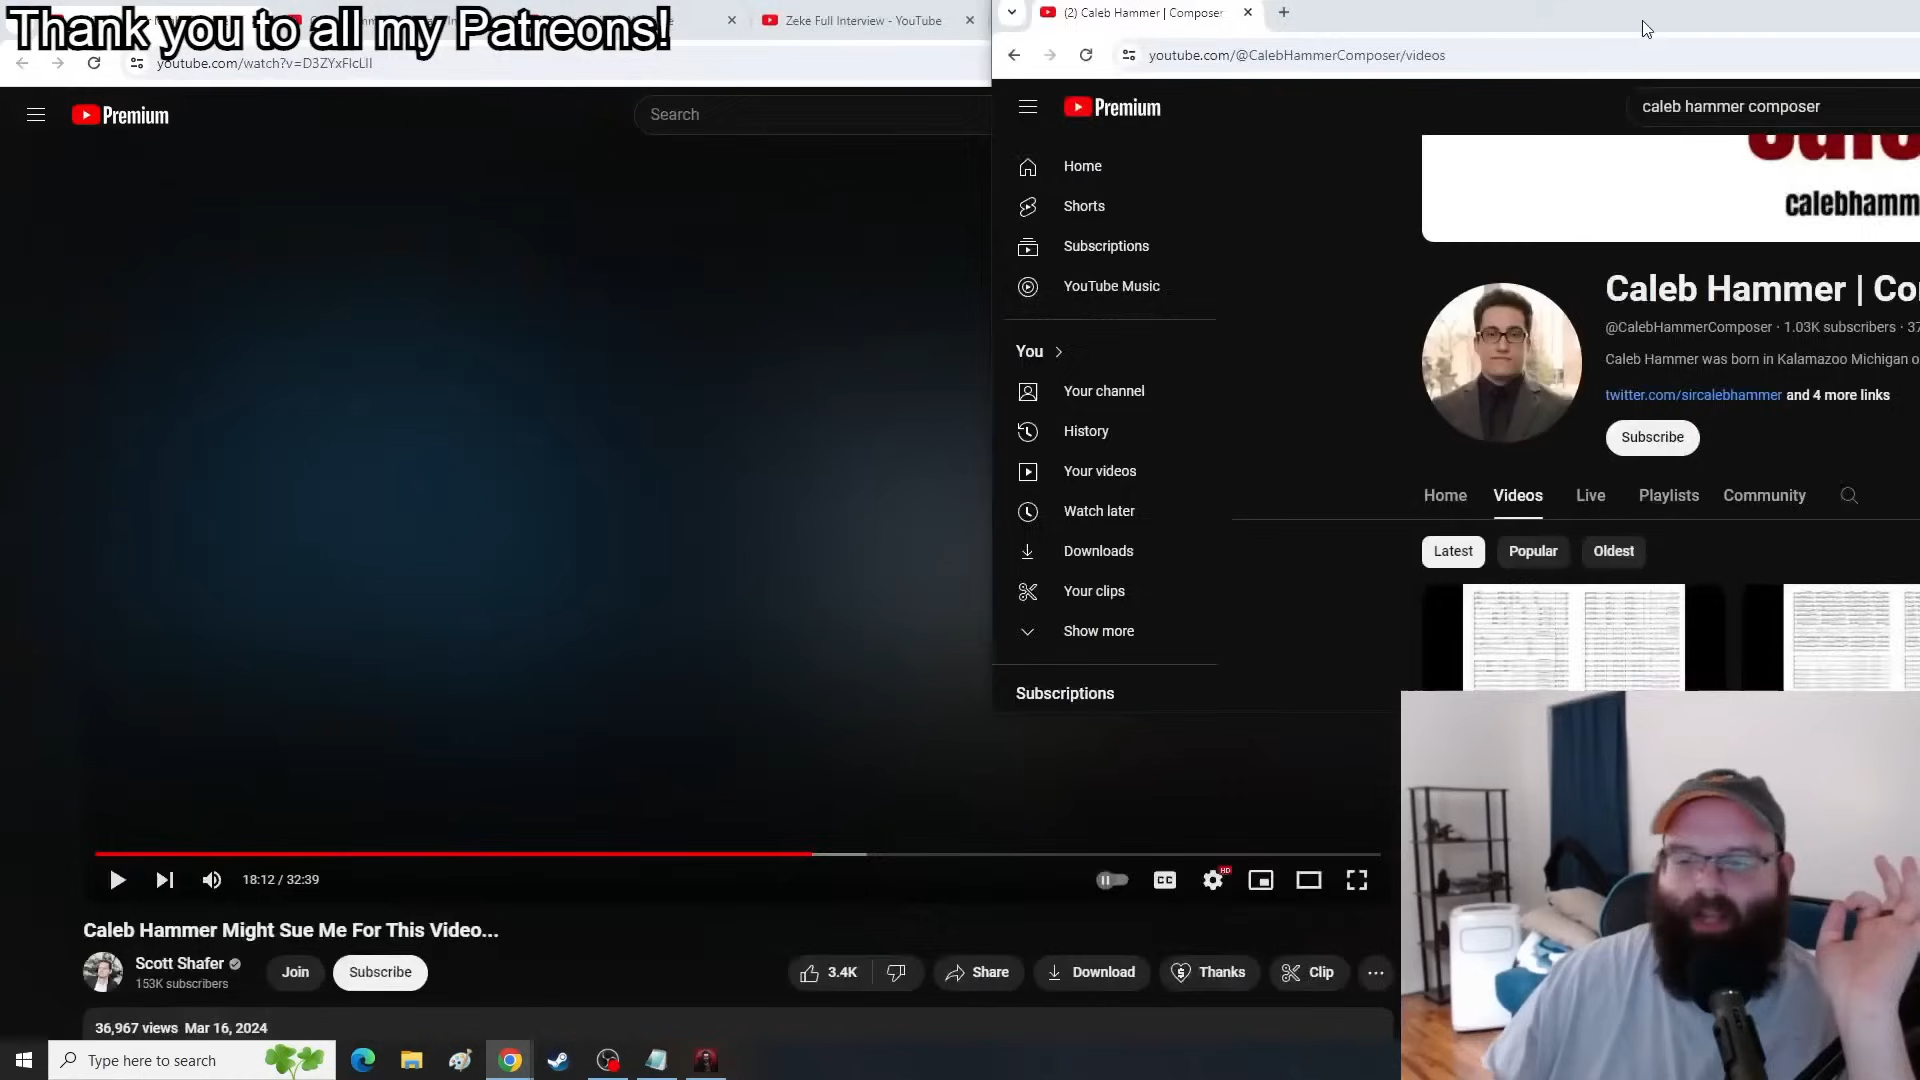 Thank you to all my Patreons!
Zeke Full Interview - YouTube
youtube.com/watch?v=D3ZYxFIcLlI
Premium
Search
(2) Caleb Hammer | Composer
youtube.com/@CalebHammerComposer/videos
Premium
caleb hammer composer
Home
Shorts
Subscriptions
YouTube Music
You
Your channel
History
Your videos
Watch later
Downloads
Your clips
Show more
Subscriptions
calebhamm
Caleb Hammer | Co
@CalebHammerComposer · 1.03K subscribers · 37
Caleb Hammer was born in Kalamazoo Michigan o
twitter.com/sircalebhammer and 4 more links
Subscribe
Home Videos Live Playlists Community
Latest Popular Oldest
18:12 / 32:39
CC
HD
Caleb Hammer Might Sue Me For This Video...
Scott Shafer
153K subscribers
Join
Subscribe
3.4K
Share
Download
Thanks
Clip
36,967 views Mar 16, 2024
Type here to search